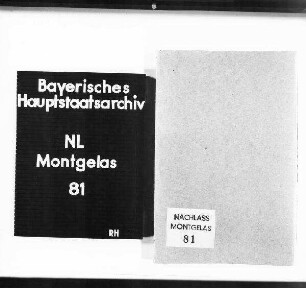 Bayerisches
Hauptstaatsarchiv
NL
Montgelas
81
RH
NACHLASS
MONTGELAS
81